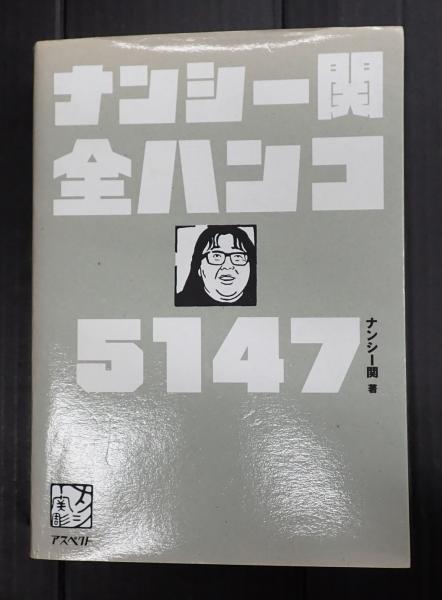 ナンシー関
全ハンコ
5147
ナンシー関 著
アスペクト